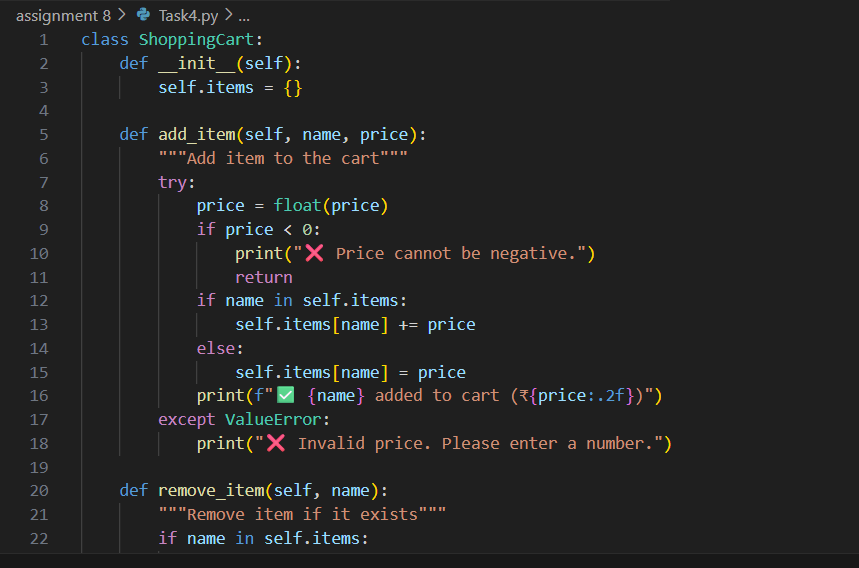 assignment 8 > Task4.py > ...
1 class ShoppingCart:
2     def __init__(self):
3         self.items = {}
4
5     def add_item(self, name, price):
6         """Add item to the cart"""
7         try:
8             price = float(price)
9             if price < 0:
10                 print("❌ Price cannot be negative.")
11                 return
12             if name in self.items:
13                 self.items[name] += price
14             else:
15                 self.items[name] = price
16             print(f"✅ {name} added to cart (₹{price:.2f})")
17         except ValueError:
18             print("❌ Invalid price. Please enter a number.")
19
20     def remove_item(self, name):
21         """Remove item if it exists"""
22         if name in self.items: